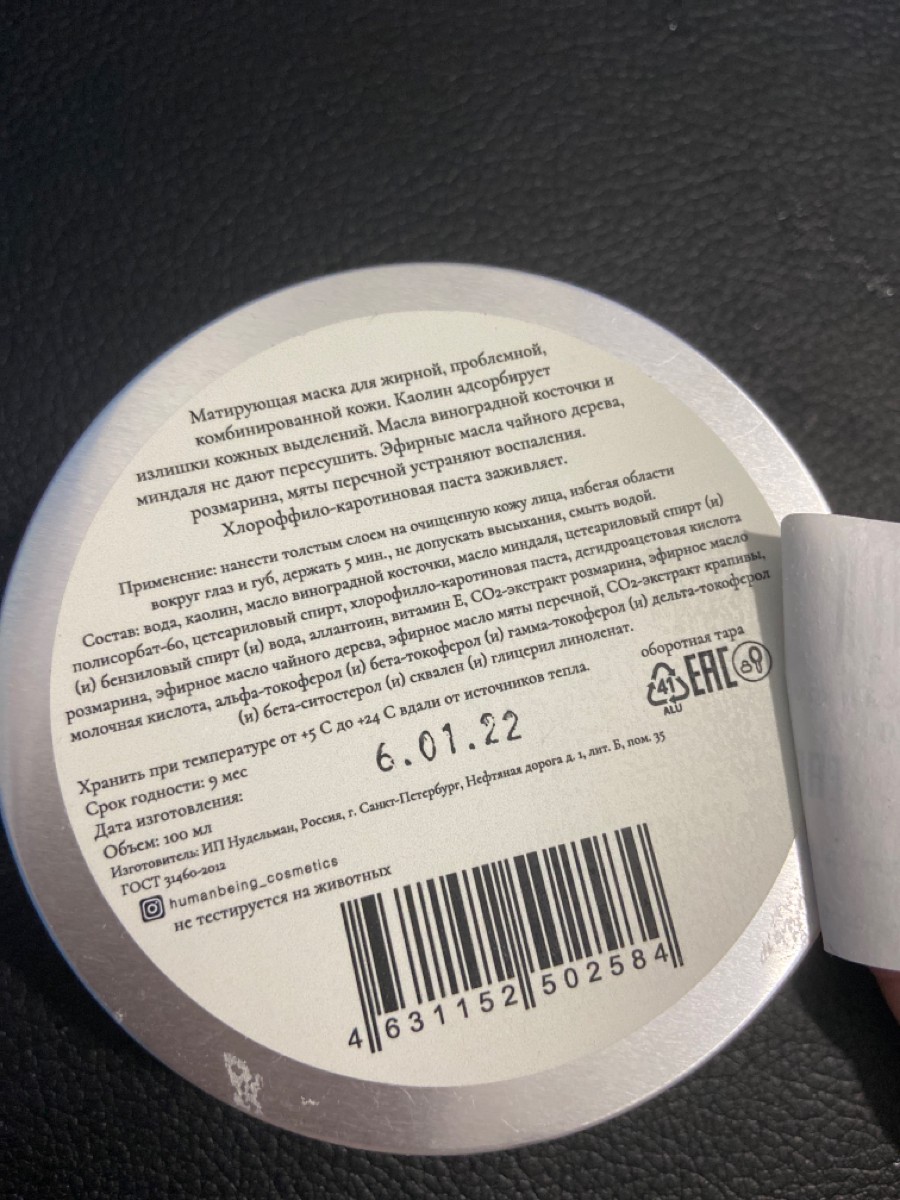 Матирующая маска для жирной, проблемной,
комбинированной кожи. Каолин адсорбирует
излишки кожных выделений. Масла виноградной косточки и
миндаля не дают пересушить. Эфирные масла чайного дерева,
розмарина, мяты перечной устраняют воспаления.
Хлороффило-каротиновая паста заживляет.
Применение: нанести толстым слоем на очищенную кожу лица, избегая области
вокруг глаз и губ, держать 5 мин., не допускать высыхания, смыть водой.
Состав: вода, каолин, масло виноградной косточки, масло миндаля, цетеариловый спирт (и)
полисорбат-60, цетеариловый спирт, хлорофилло-каротиновая паста, дегидроацетовая кислота
(и) бензиловый спирт (и) вода, аллантоин, витамин Е, СО2-экстракт розмарина, эфирное масло
розмарина, эфирное масло чайного дерева, эфирное масло мяты перечной, СО2-экстракт крапивы,
молочная кислота, альфа-токоферол (и) бета-токоферол (и) гамма-токоферол (и) дельта-токоферол
(и) бета-ситостерол (и) сквален (и) глицерил линоленат.
оборотная тара
41
ALU
EAC
Хранить при температуре от +5 С до +24 С вдали от источников тепла.
Срок годности: 9 мес
Дата изготовления:
6.01.22
Объем: 100 мл
Изготовитель: ИП Нудельман, Россия, г. Санкт-Петербург, Нефтяная дорога д. 1, лит. Б, пом. 35
ГОСТ 31460-2012
humanbeing_cosmetics
не тестируется на животных
4 631152 502584